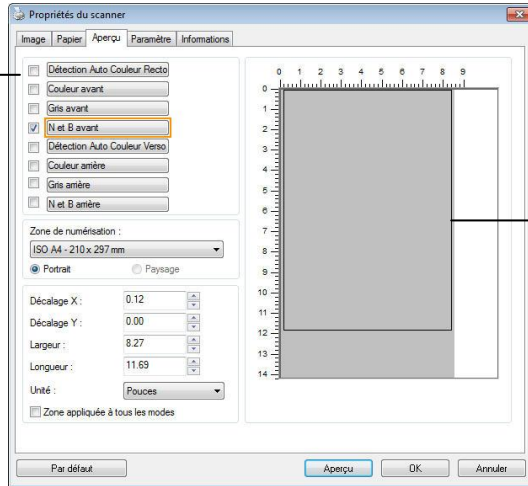 Propriétés du scanner
Image Papier Aperçu Paramètre Informations
Détection Auto Couleur Recto
Couleur avant
Gris avant
N et B avant
Détection Auto Couleur Verso
Couleur arrière
Gris arrière
N et B arrière
Zone de numérisation :
ISO A4 - 210 x 297 mm
Portrait Paysage
Décalage X : 0.12
Décalage Y : 0.00
Largeur : 8.27
Longueur : 11.69
Unité : Pouces
Zone appliquée à tous les modes
0 1 2 3 4 5 6 7 8 9
0
1
2
3
4
5
6
7
8
9
10
11
12
13
14
Par défaut Aperçu OK Annuler